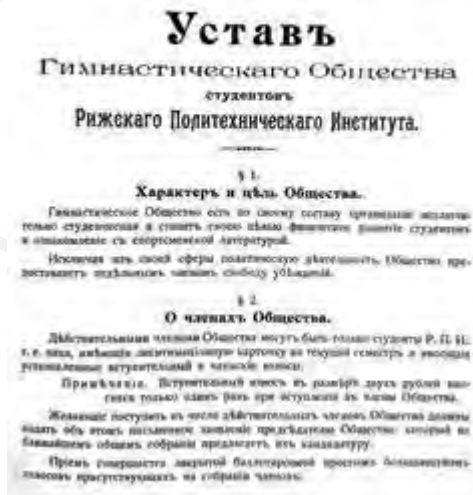 Уставъ
Гимнастическаго Общества
студентовъ
Рижскаго Политехническаго Института.
§ 1.
Характеръ и цѣль Общества.
Гимнастическое Общество есть по своему составу организація исключи-
тельно студенческая и ставитъ своею цѣлью физическое развитіе студентовъ
и ознакомленіе съ спортсменской литературой.
Исключая изъ своей сферы политическую дѣятельность, Общество пре-
доставляетъ отдѣльнымъ членамъ свободу убѣжденій.
§ 2.
О членахъ Общества.
Дѣйствительными членами Общества могутъ быть только студенты Р. П. И.
т. е. лица, имѣющія легитимаціонную карточку на текущій семестръ и внесшія
установленные вступительный и членскіе взносы.
Примѣчаніе. Вступительный взносъ въ размѣрѣ двухъ рублей вно-
сится только одинъ разъ при вступленіи въ члены Общества.
Желающіе поступить въ число дѣйствительныхъ членовъ Общества должны
подать объ этомъ письменное заявленіе предсѣдателю Общества, который въ
ближайшемъ общемъ собраніи предлагаетъ ихъ кандидатуру.
Пріемъ совершается закрытой баллотировкой простымъ большинствомъ
голосовъ присутствующихъ на собраніи членовъ.